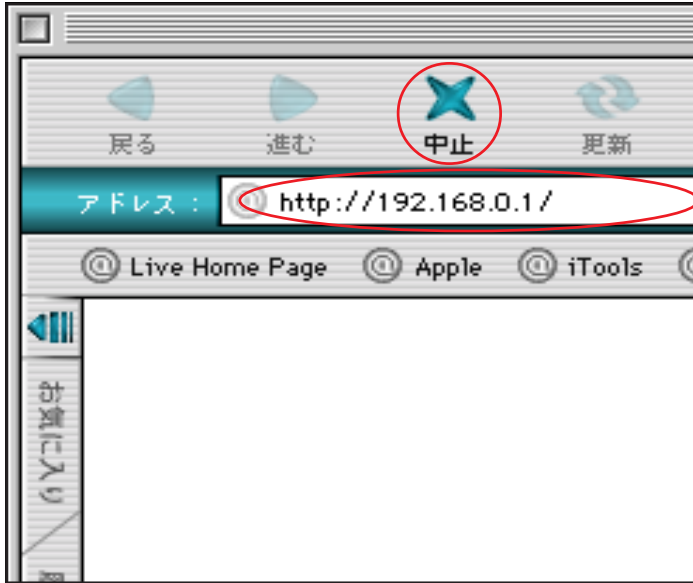 戻る 進む 中止 更新
アドレス： http://192.168.0.1/
Live Home Page Apple iTools
お気に入り